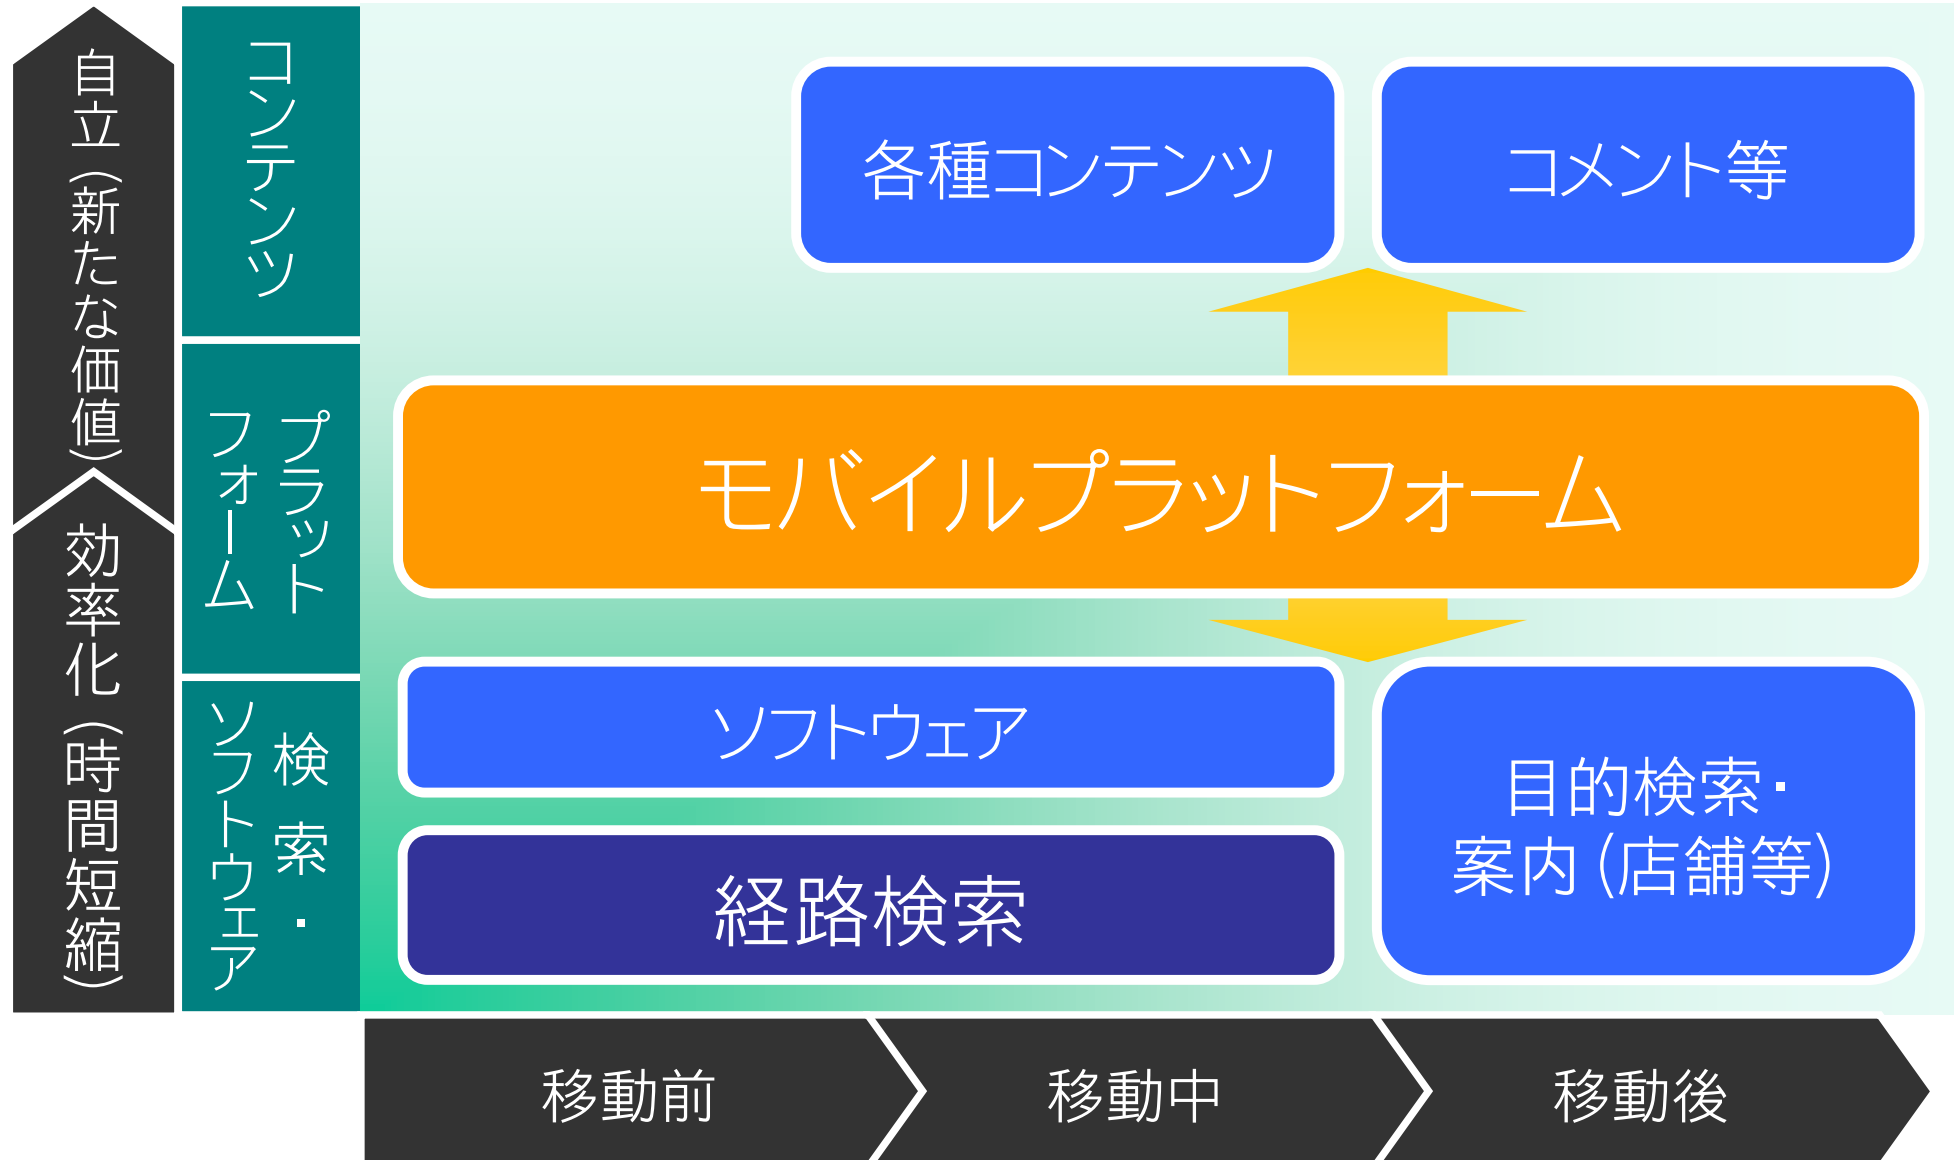 自立（新たな価値）
効率化（時間短縮）
コンテンツ
プラット
フォーム
検索・
ソフトウェア
各種コンテンツ
コメント等
モバイルプラットフォーム
ソフトウェア
経路検索
目的検索・
案内（店舗等）
移動前
移動中
移動後